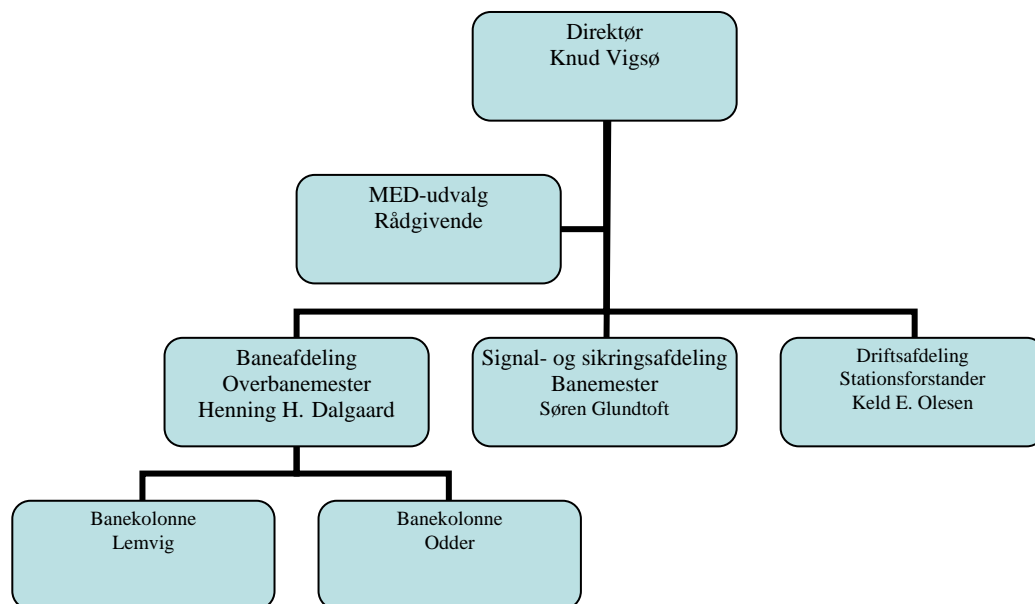 Direktør
Knud Vigsø
MED-udvalg
Rådgivende
Baneafdeling
Overbanemester
Henning H. Dalgaard
Signal- og sikringsafdeling
Banemester
Søren Glundtoft
Driftsafdeling
Stationsforstander
Keld E. Olesen
Banekolonne
Lemvig
Banekolonne
Odder